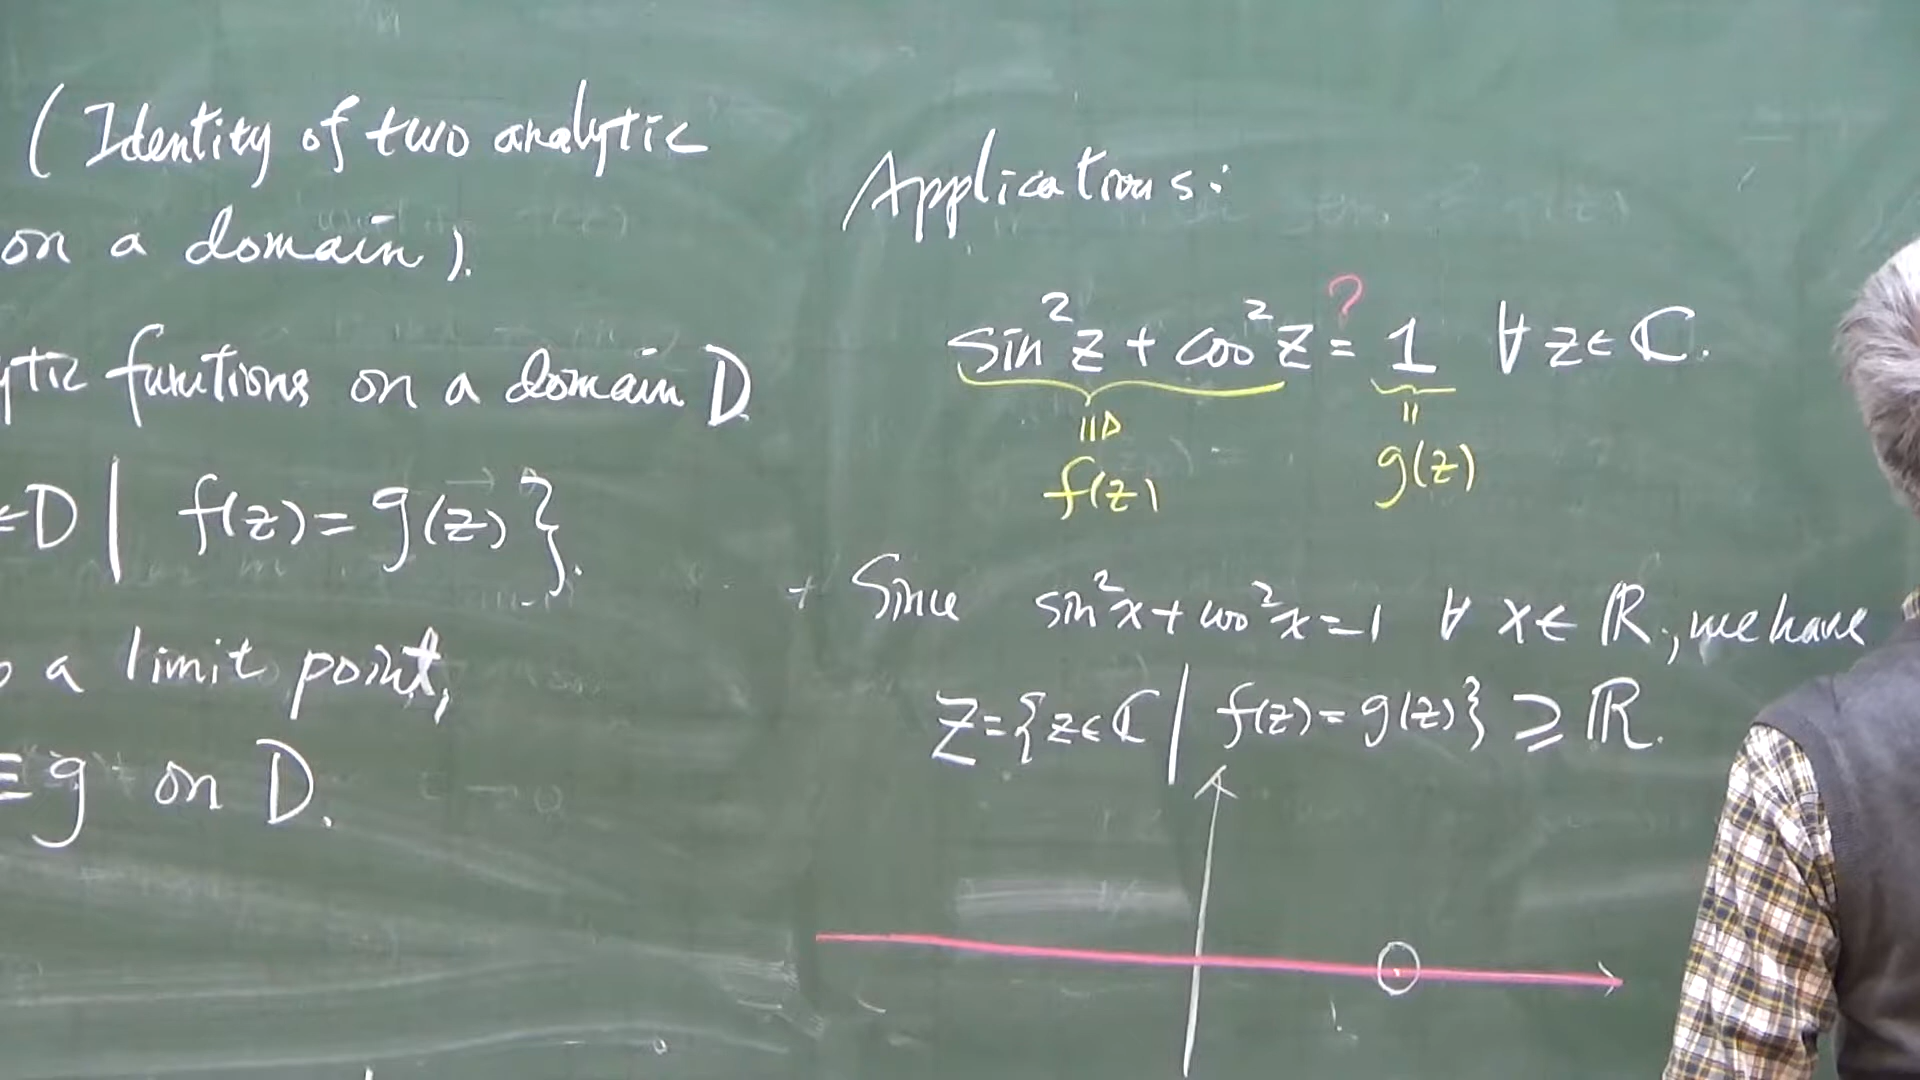 (Identity of two analytic
on a domain).
ytic functions on a domain D
∈D | f(z)=g(z)}.
a limit point,
≡ g on D.
Applications:
?
sin²z + cos²z = 1 ∀ z∈ℂ.
f(z) g(z)
Since sin²x + cos²x = 1 ∀ x∈ℝ, we have
Z={z∈ℂ | f(z)=g(z)} ⊇ ℝ.